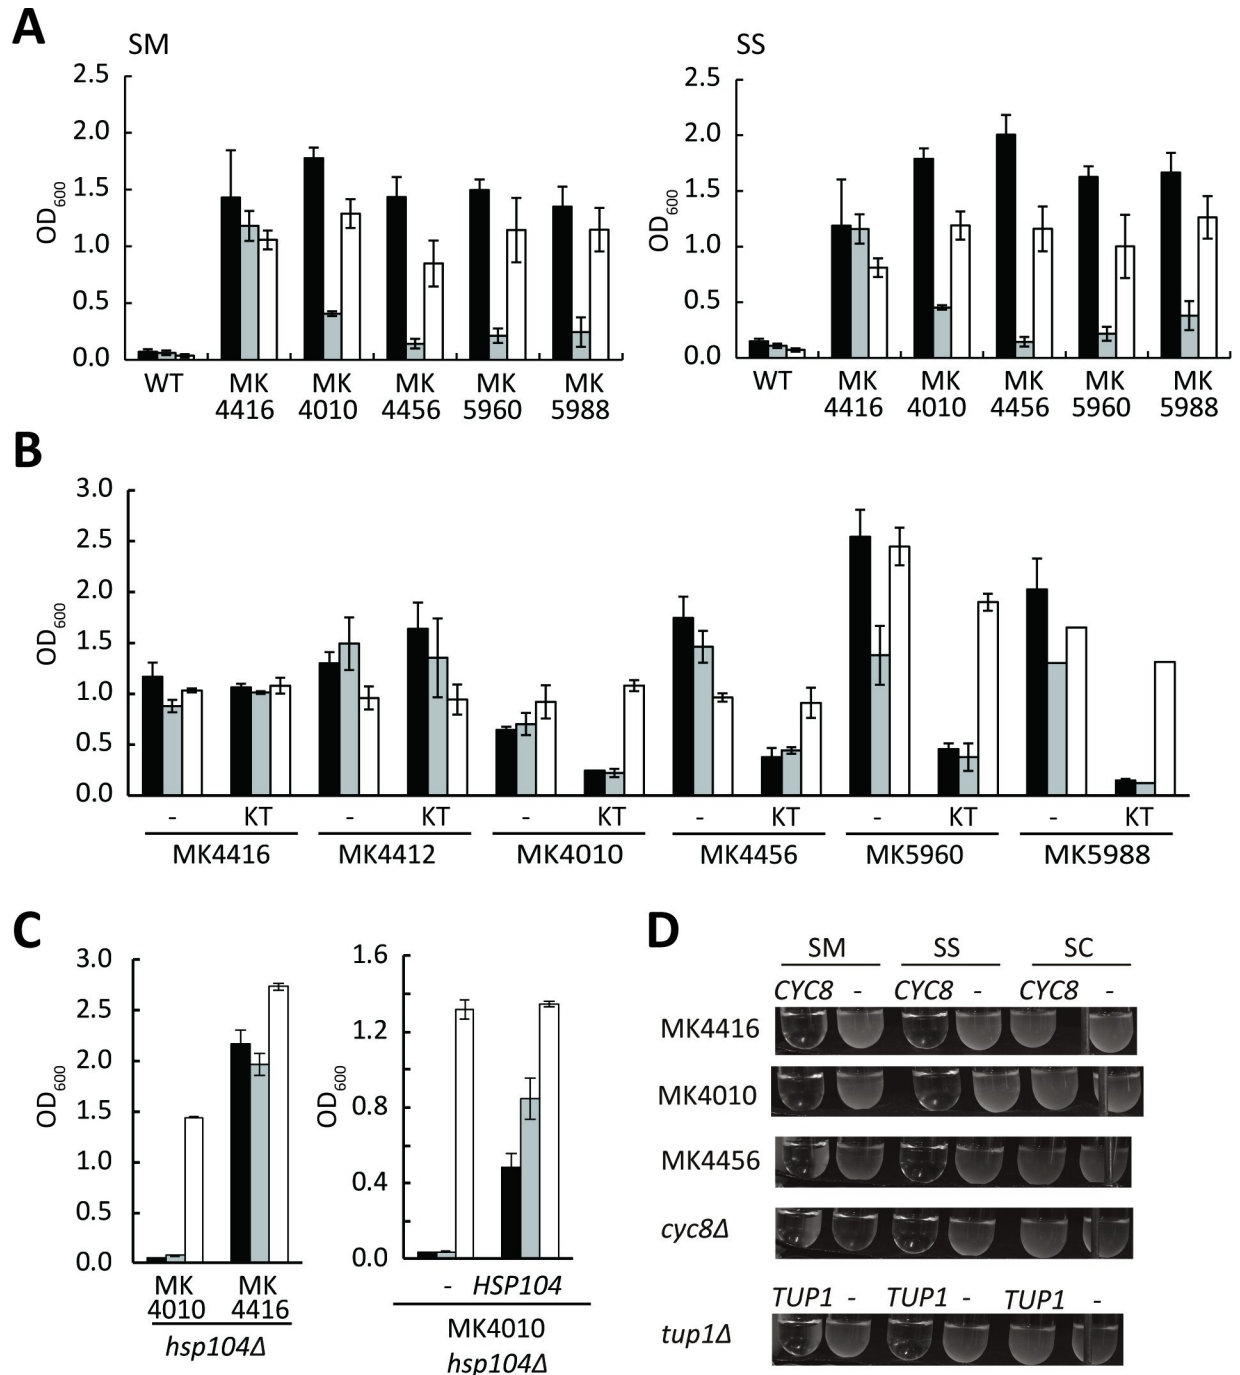 A
SM
SS
2.5
2.0
1.5
1.0
0.5
0.0
OD600
WT
MK
4416
MK
4010
MK
4456
MK
5960
MK
5988
2.5
2.0
1.5
1.0
0.5
0.0
OD600
WT
MK
4416
MK
4010
MK
4456
MK
5960
MK
5988
B
3.0
2.5
2.0
1.5
1.0
0.5
0.0
OD600
- KT - KT - KT - KT - KT - KT
MK4416 MK4412 MK4010 MK4456 MK5960 MK5988
C
3.0
2.5
2.0
1.5
1.0
0.5
0.0
OD600
MK
4010
MK
4416
hsp104Δ
1.6
1.2
0.8
0.4
0.0
OD600
- HSP104
MK4010
hsp104Δ
D
SM SS SC
CYC8 - CYC8 - CYC8 -
MK4416
MK4010
MK4456
cyc8Δ
TUP1 - TUP1 - TUP1 -
tup1Δ